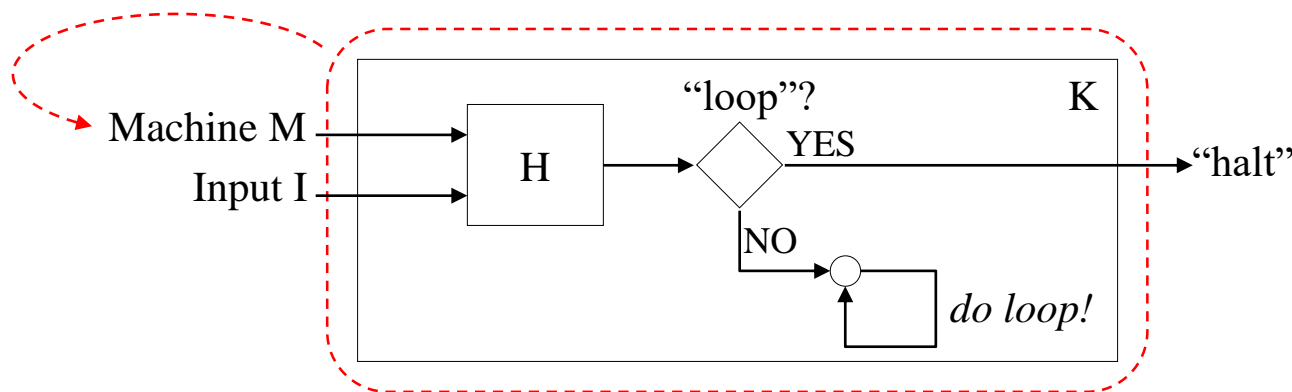 “loop”?
K
Machine M
YES
“halt”
H
Input I
NO
do loop!